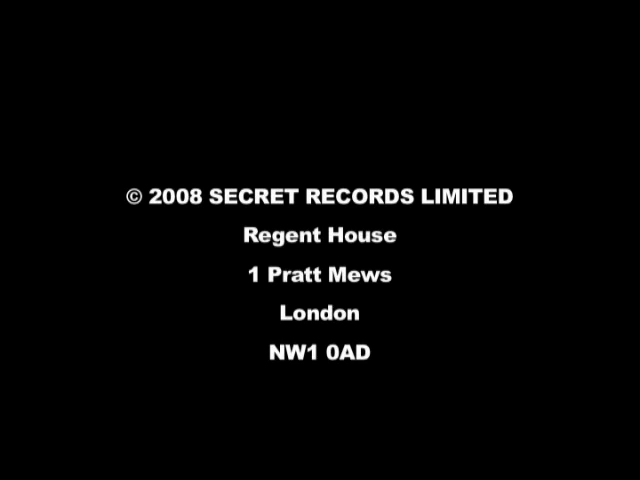 © 2008 SECRET RECORDS LIMITED
Regent House
1 Pratt Mews
London
NW1 0AD